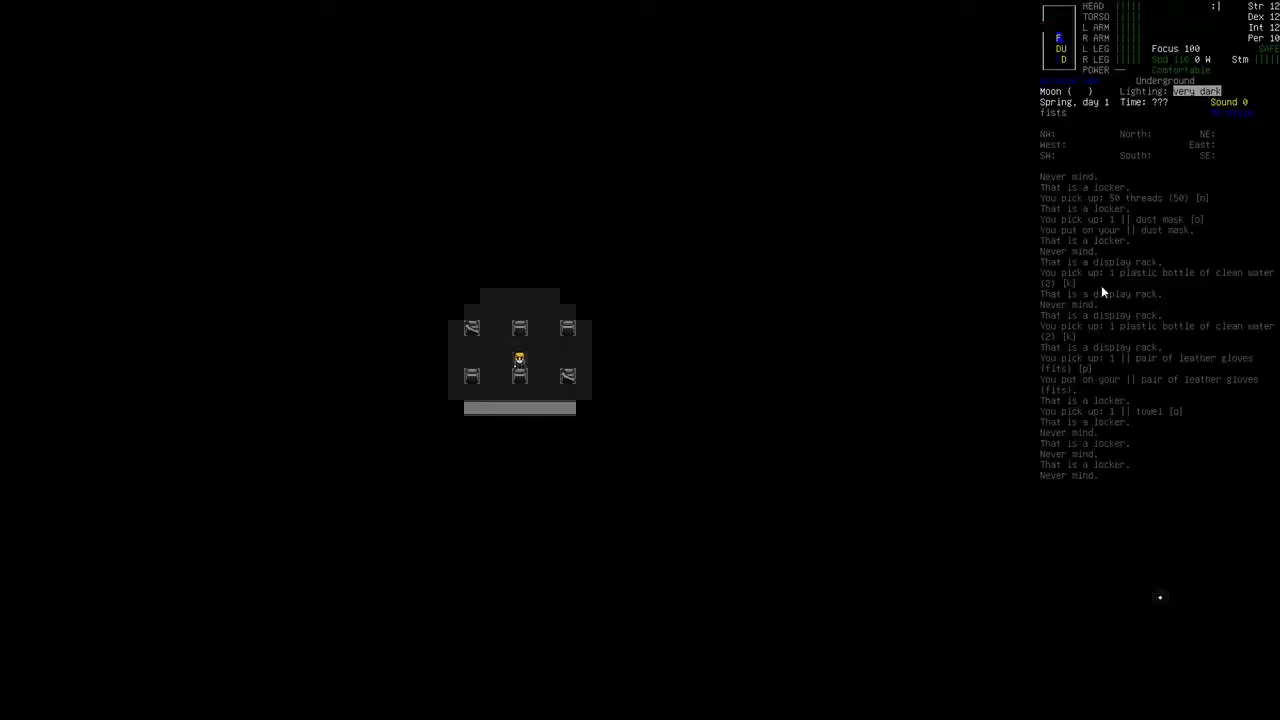 HEAD ||||| :| Str 12
TORSO ||||| Dex 12
L ARM ||||| Int 12
R ARM ||||| Per 10
F L LEG ||||| Focus 100 SAFE
DU R LEG ||||| Spd 110 0 W Stm |||||
D POWER -- Comfortable
Underground
Moon (   ) Lighting: very dark
Spring, day 1 Time: ??? Sound 0
fists
NW: North: NE:
West: East:
SW: South: SE:
Never mind.
That is a locker.
You pick up: 50 threads (50) [n]
That is a locker.
You pick up: 1 || dust mask [o]
You put on your || dust mask.
That is a locker.
Never mind.
That is a display rack.
You pick up: 1 plastic bottle of clean water
(2) [k]
That is a display rack.
Never mind.
That is a display rack.
You pick up: 1 plastic bottle of clean water
(2) [k]
That is a display rack.
You pick up: 1 || pair of leather gloves
(fits) [p]
You put on your || pair of leather gloves
(fits).
That is a locker.
You pick up: 1 || towel [q]
That is a locker.
Never mind.
That is a locker.
Never mind.
That is a locker.
Never mind.